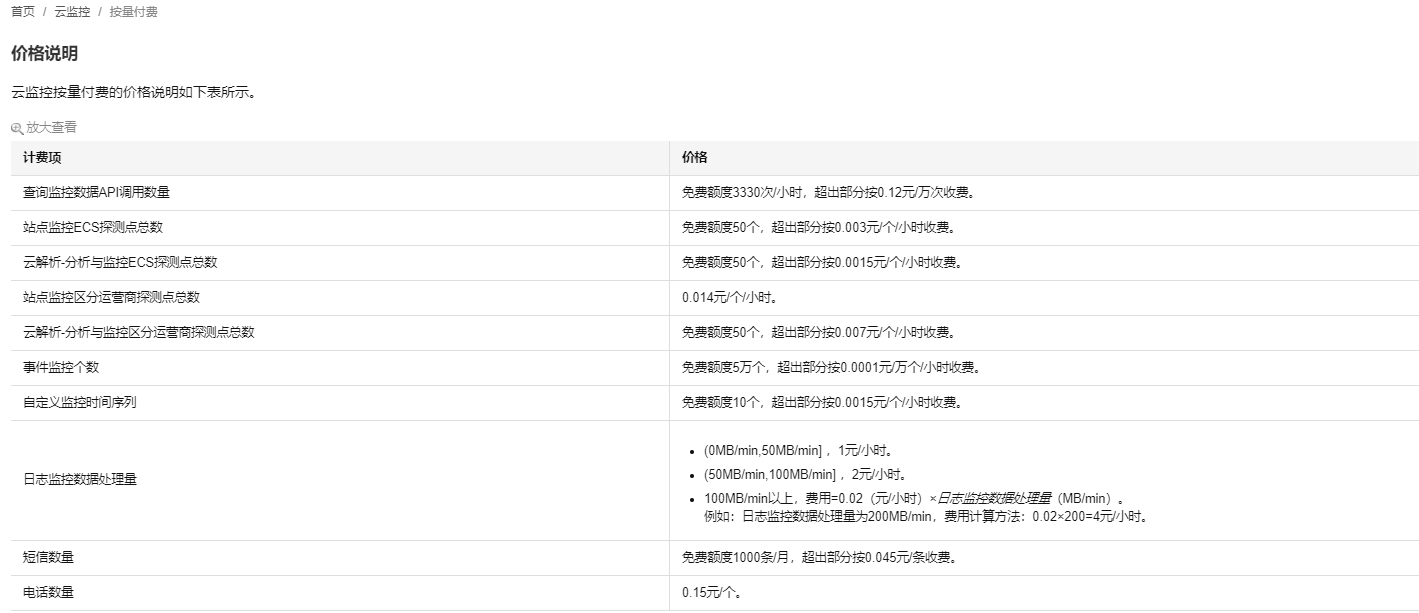 首页 / 云监控 / 按量付费
价格说明
云监控按量付费的价格说明如下表所示。
放大查看
计费项 价格
查询监控数据API调用数量 免费额度3330次/小时，超出部分按0.12元/万次收费。
站点监控ECS探测点总数 免费额度50个，超出部分按0.003元/个/小时收费。
云解析-分析与监控ECS探测点总数 免费额度50个，超出部分按0.0015元/个/小时收费。
站点监控区分运营商探测点总数 0.014元/个/小时。
云解析-分析与监控区分运营商探测点总数 免费额度50个，超出部分按0.007元/个/小时收费。
事件监控个数 免费额度5万个，超出部分按0.0001元/万个/小时收费。
自定义监控时间序列 免费额度10个，超出部分按0.0015元/个/小时收费。
日志监控数据处理量
• (0MB/min,50MB/min] ，1元/小时。
• (50MB/min,100MB/min] ，2元/小时。
• 100MB/min以上，费用=0.02（元/小时）×日志监控数据处理量（MB/min）。
例如：日志监控数据处理量为200MB/min，费用计算方法：0.02×200=4元/小时。
短信数量 免费额度1000条/月，超出部分按0.045元/条收费。
电话数量 0.15元/个。